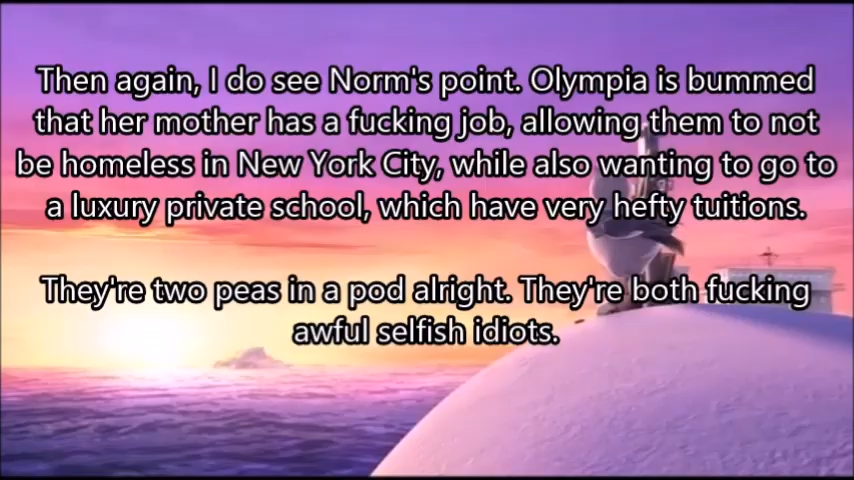 Then again, I do see Norm's point. Olympia is bummed
that her mother has a fucking job, allowing them to not
be homeless in New York City, while also wanting to go to
a luxury private school, which have very hefty tuitions.
They're two peas in a pod alright. They're both fucking
awful selfish idiots.